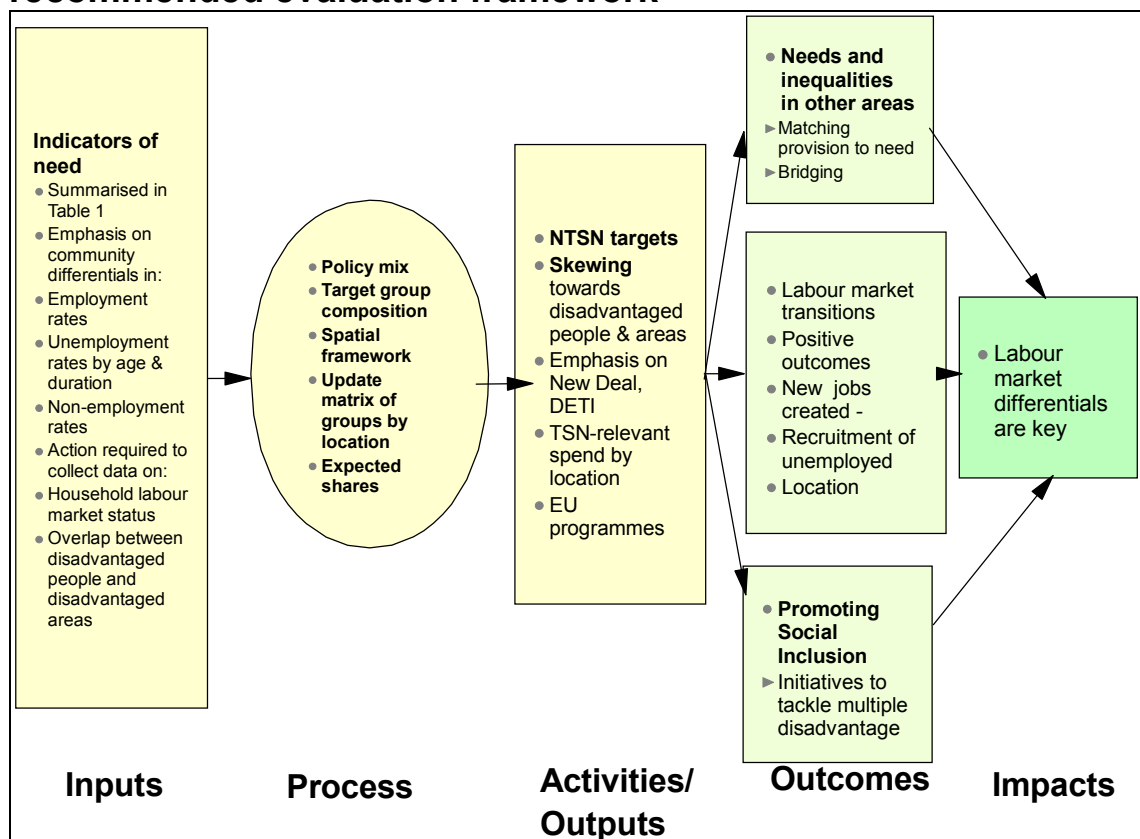 recommended evaluation framework
Indicators of
need
Summarised in
Table 1
Emphasis on
community
differentials in:
Employment
rates
Unemployment
rates by age &
duration
Non-employment
rates
Action required to
collect data on:
Household labour
market status
Overlap between
disadvantaged
people and
disadvantaged
areas
Policy mix
Target group
composition
Spatial
framework
Update
matrix of
groups by
location
Expected
shares
NTSN targets
Skewing
towards
disadvantaged
people & areas
Emphasis on
New Deal,
DETI
TSN-relevant
spend by
location
EU
programmes
Needs and
inequalities
in other areas
Matching
provision to need
Bridging
Labour market
transitions
Positive
outcomes
New jobs
created -
Recruitment of
unemployed
Location
Promoting
Social
Inclusion
Initiatives to
tackle multiple
disadvantage
Labour
market
differentials
are key
Inputs
Process
Activities/
Outputs
Outcomes
Impacts